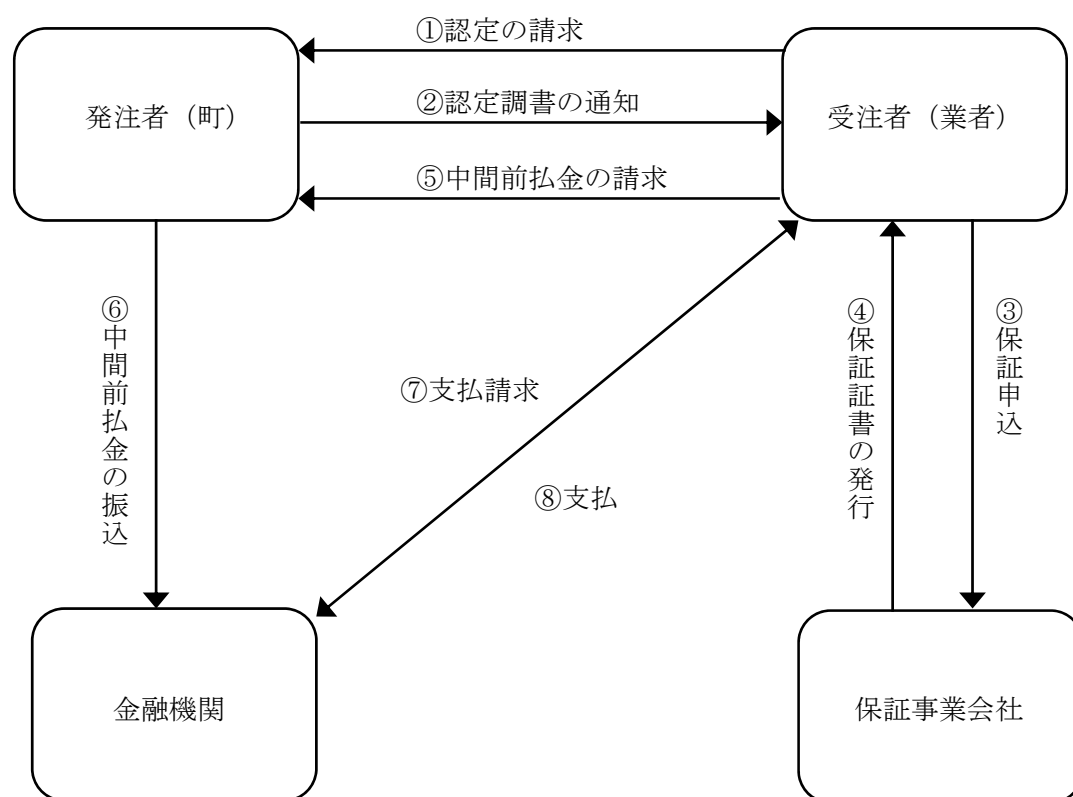 ①認定の請求
発注者（町）
②認定調書の通知
受注者（業者）
⑤中間前払金の請求
⑥中間前払金の振込
⑦支払請求
⑧支払
④保証証書の発行
③保証申込
金融機関
保証事業会社